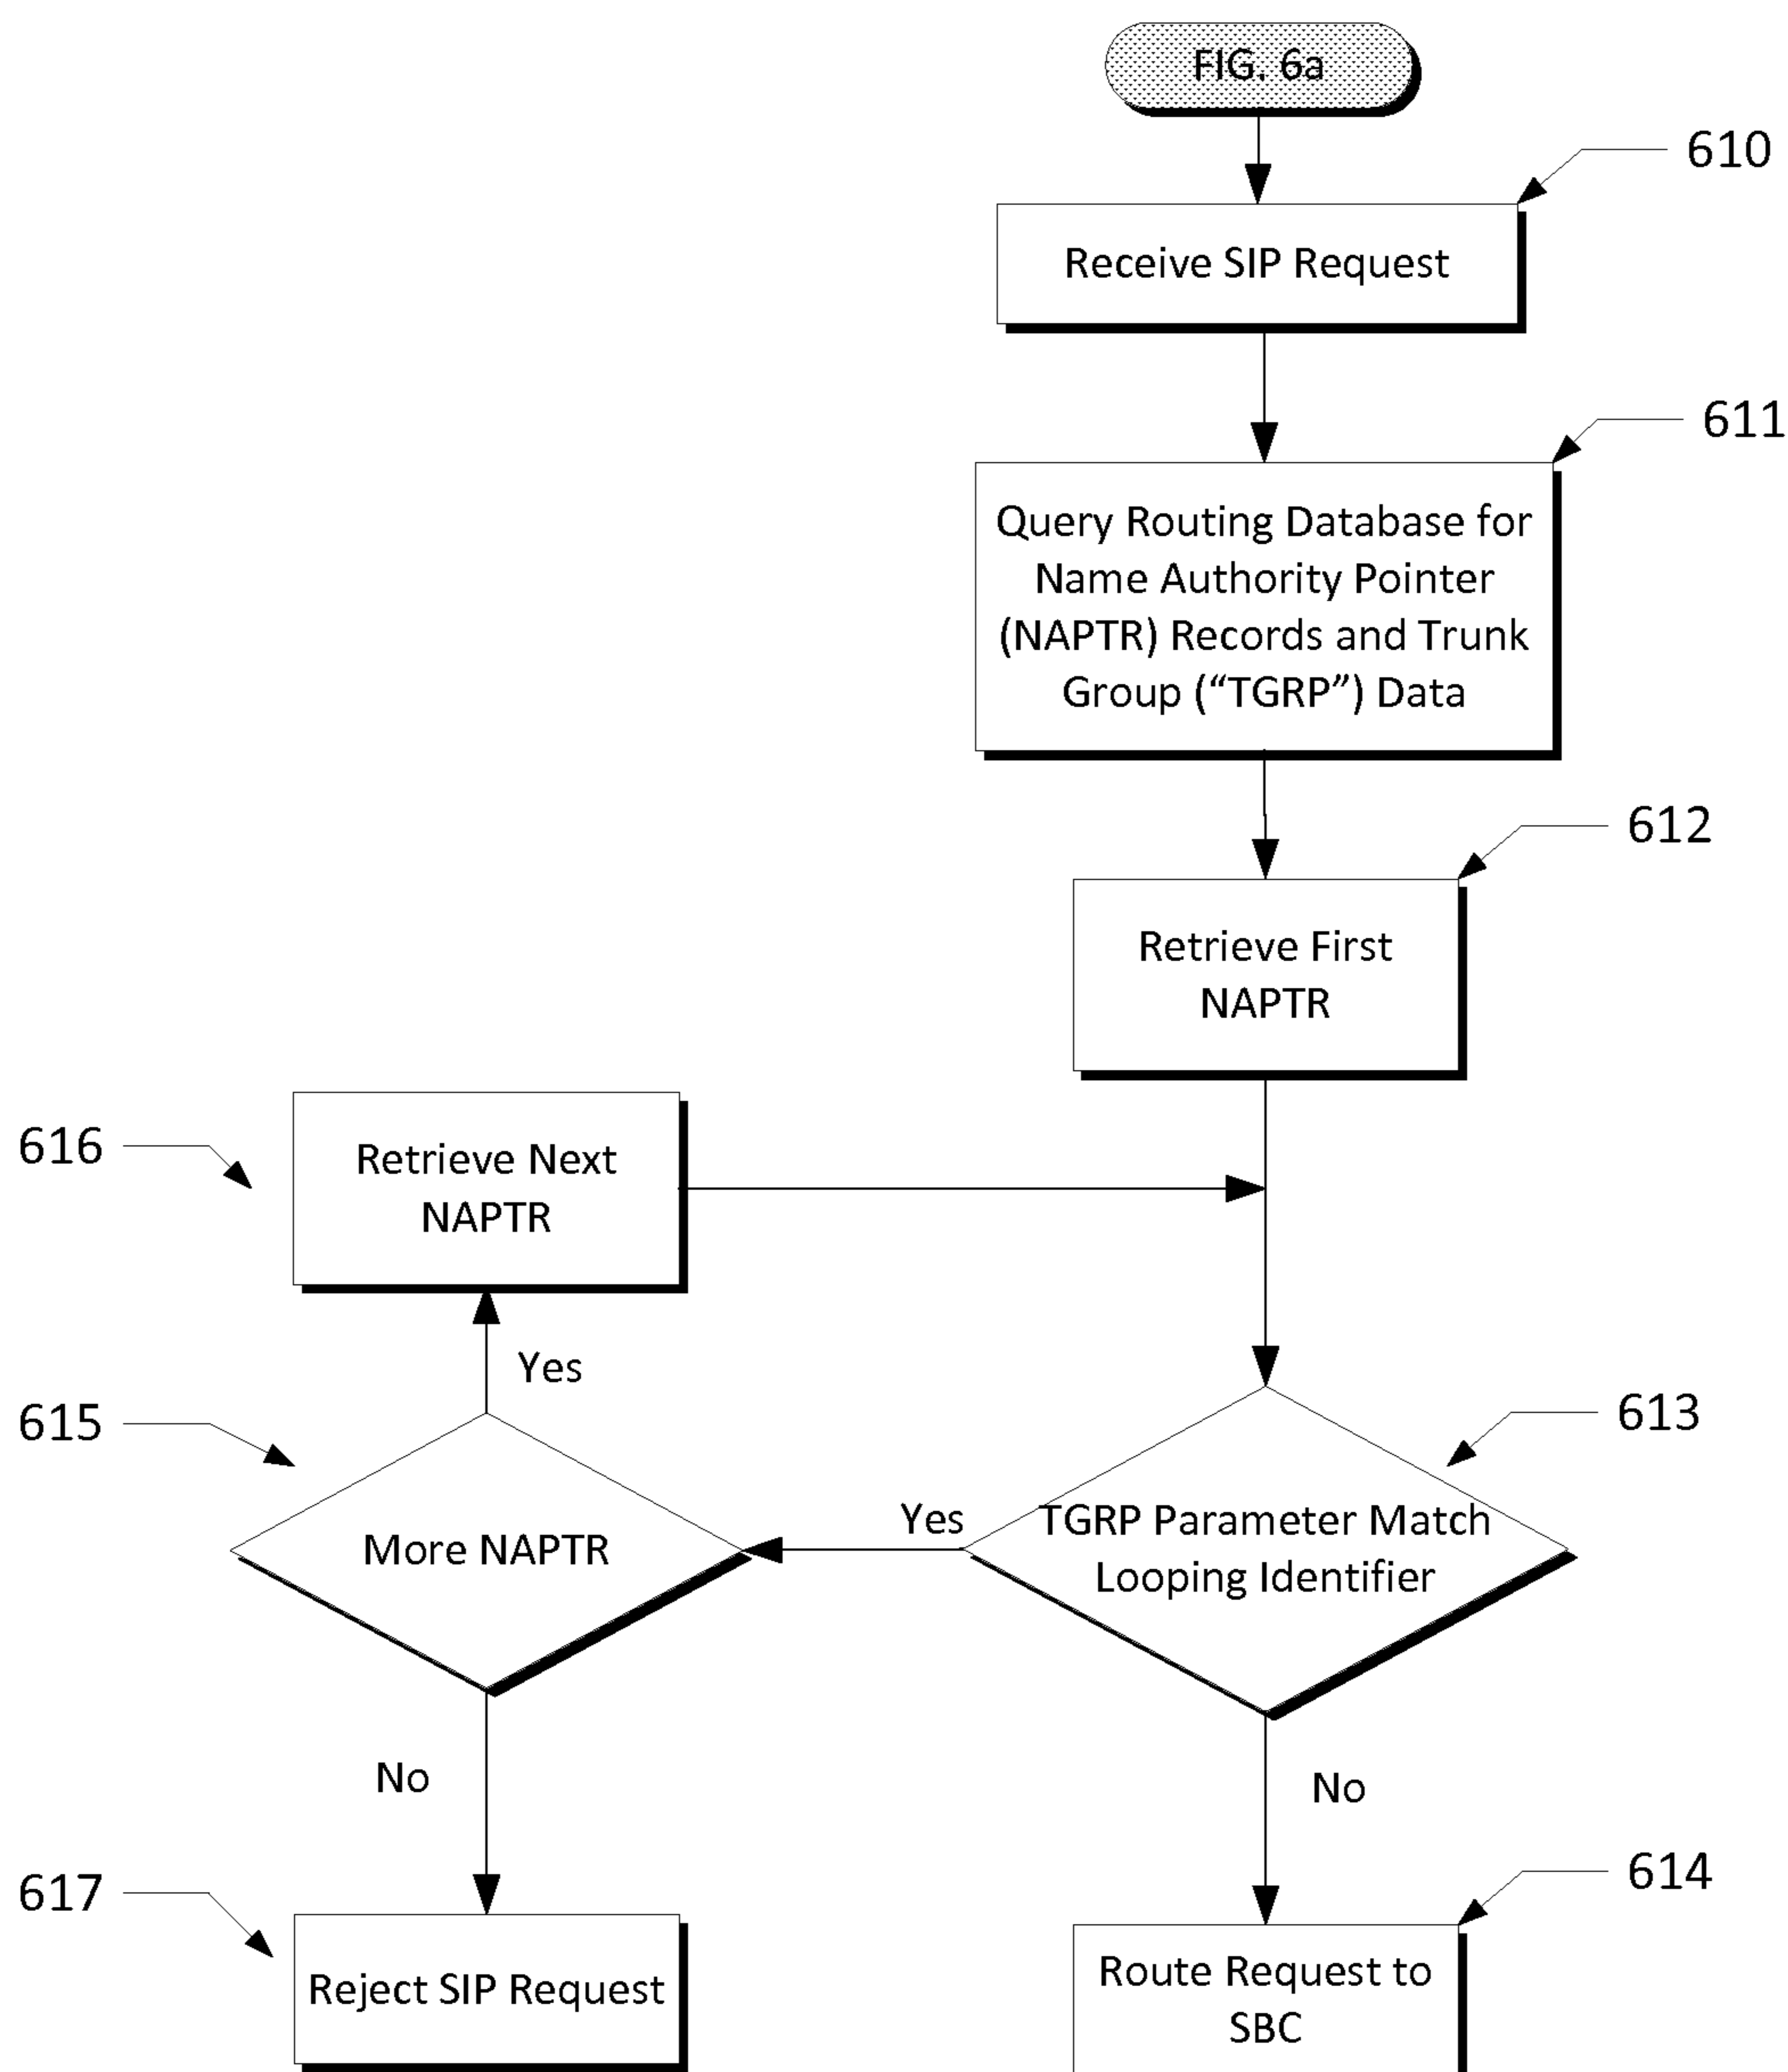 FIG. 6a
610
Receive SIP Request
611
Query Routing Database for
Name Authority Pointer
(NAPTR) Records and Trunk
Group (“TGRP”) Data
612
Retrieve First
NAPTR
616
Retrieve Next
NAPTR
Yes
615
More NAPTR
Yes
613
TGRP Parameter Match
Looping Identifier
No
No
617
Reject SIP Request
614
Route Request to
SBC